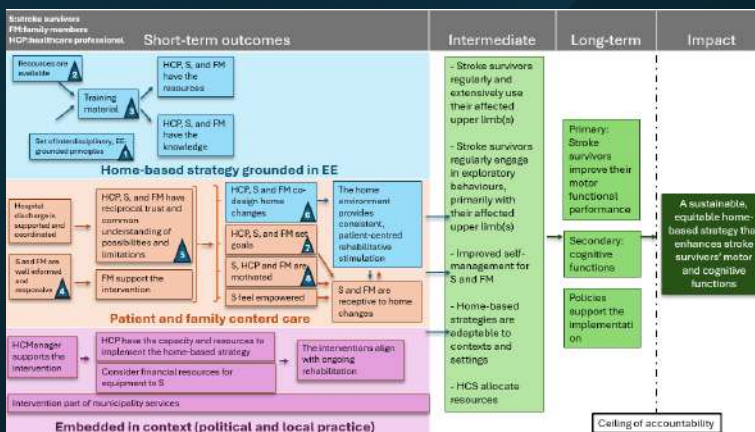 S:stroke survivors
FM:family members
HCP:healthcare professional
Short-term outcomes
Intermediate
Long-term
Impact
Resources are
available
2
Training
material
3
Set of interdisciplinary, EE-
grounded principles
1
HCP, S, and FM
have the
resources
HCP, S, and FM
have the
knowledge
Home-based strategy grounded in EE
Hospital
discharge is
supported and
coordinated
S and FM are
well informed
and
responsive
4
HCP, S, and FM have
reciprocal trust and
common
understanding of
possibilities and
limitations
5
FM support the
intervention
HCP, S and FM co-
design home
changes
6
HCP, S, and FM set
goals
7
S, HCP and FM are
motivated
8
S feel empowered
The home
environment
provides
consistent,
patient-centred
rehabilitative
stimulation
S and FM are
receptive to home
changes
Patient and family centerd care
HCManager
supports the
intervention
HCP have the capacity and resources to
implement the home-based strategy
Consider financial resources for
equipment to S
The interventions align
with ongoing
rehabilitation
Intervention part of municipality services
Embedded in context (political and local practice)
- Stroke survivors
regularly and
extensively use
their affected
upper limb(s)
- Stroke survivors
regularly engage
in exploratory
behaviours,
primarily with
their affected
upper limb(s)
- Improved self-
management for
S and FM
- Home-based
strategies are
adaptable to
contexts and
settings
- HCS allocate
resources
Primary:
Stroke
survivors
improve their
motor
functional
performance
Secondary:
cognitive
functions
Policies
support the
implementati
on
A sustainable,
equitable home-
based strategy tha
enhances stroke
survivors' motor
and cognitive
functions
Ceiling of accountability